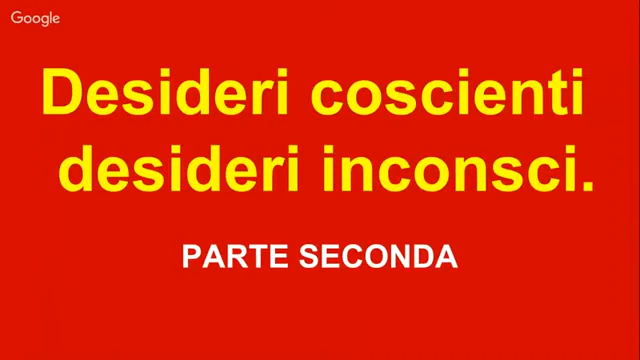 Google
Desideri coscienti
desideri inconsci.
PARTE SECONDA